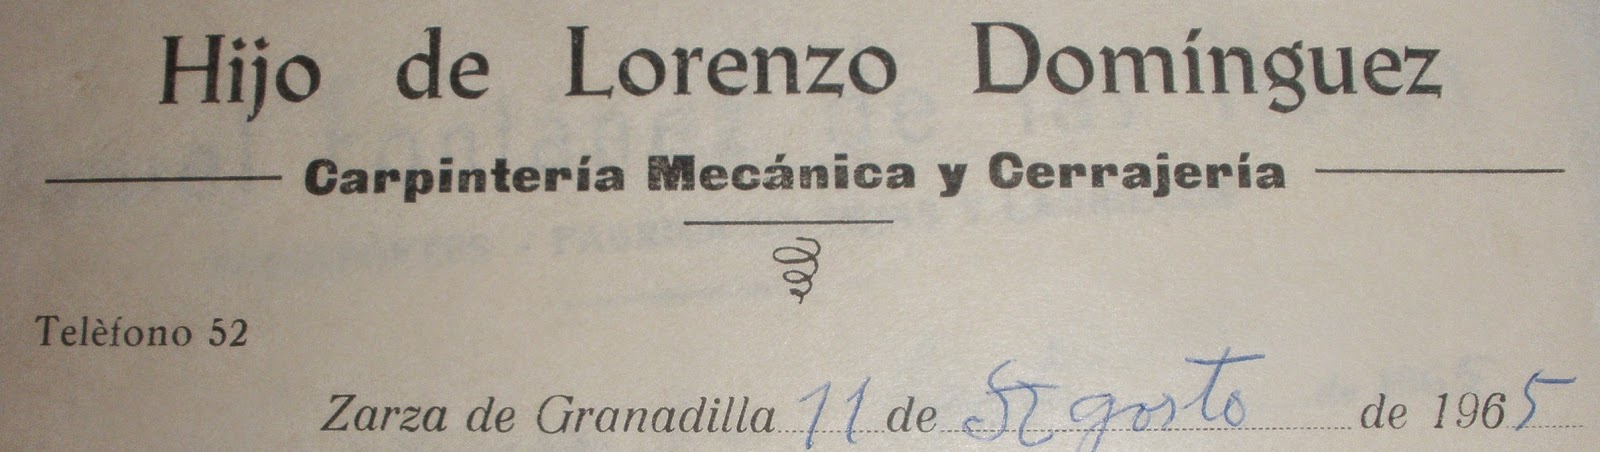 Hijo de Lorenzo Domínguez
Carpintería Mecánica y Cerrajería
Telèfono 52
Zarza de Granadilla 11 de Agosto de 1965